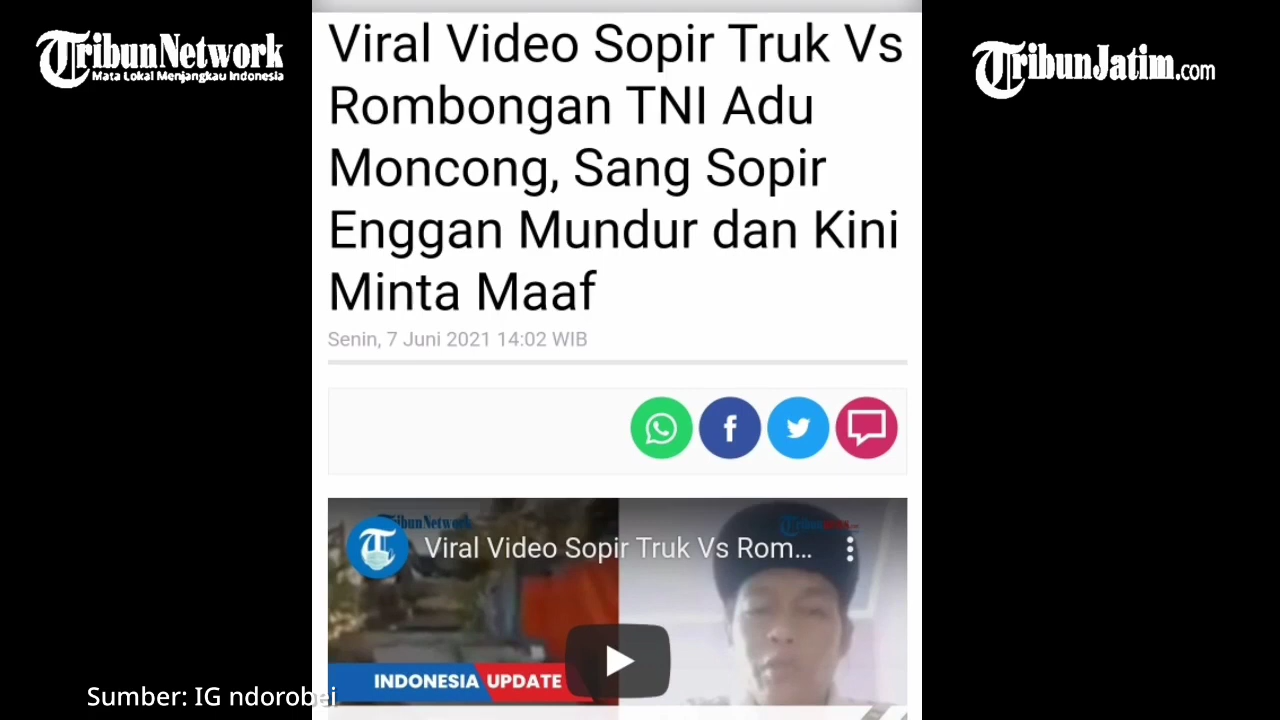 TribunNetwork
Mata Lokal Menjangkau Indonesia
TribunJatim.com
Viral Video Sopir Truk Vs
Rombongan TNI Adu
Moncong, Sang Sopir
Enggan Mundur dan Kini
Minta Maaf
Senin, 7 Juni 2021 14:02 WIB
TribunNetwork
Viral Video Sopir Truk Vs Rom...
INDONESIA UPDATE
Sumber: IG ndorobei